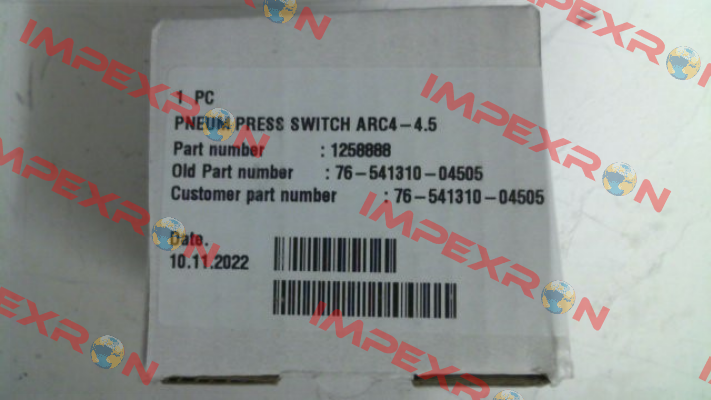 1 PC
PNEUM PRESS SWITCH ARC4-4.5
Part number : 1258888
Old Part number : 76-541310-04505
Customer part number : 76-541310-04505
Date.
10.11.2022
IMPEXRON
IMPEXRON
IMPEXRON
IMPEXRON
IMPEXRON
IMPEXRON